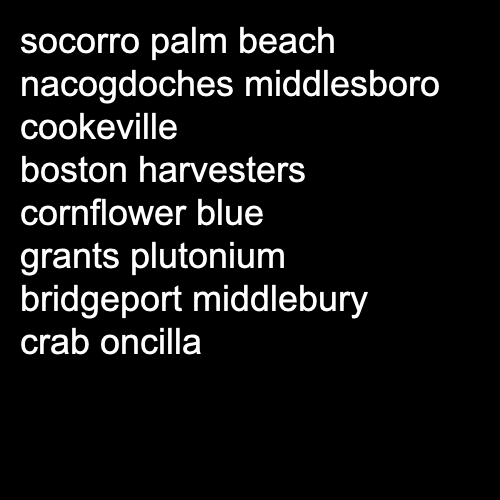 socorro palm beach
nacogdoches middlesboro
cookeville
boston harvesters
cornflower blue
grants plutonium
bridgeport middlebury
crab oncilla